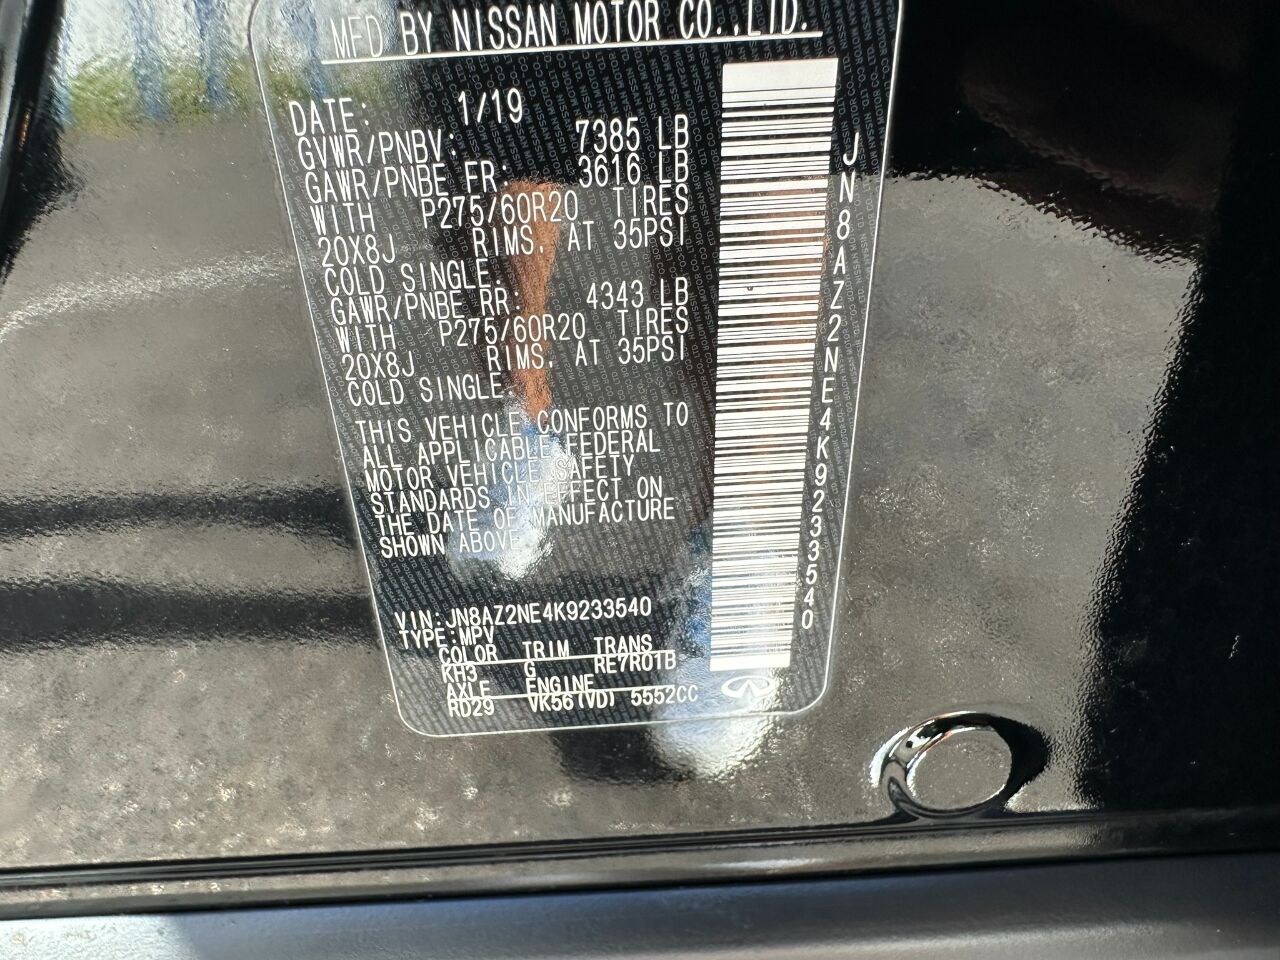 MFD BY NISSAN MOTOR CO.,LTD.
DATE: 1/19
GVWR/PNBV: 7385 LB
GAWR/PNBE FR: 3616 LB
WITH P275/60R20 TIRES
20X8J RIMS. AT 35PSI
COLD SINGLE.
GAWR/PNBE RR: 4343 LB
WITH P275/60R20 TIRES
20X8J RIMS. AT 35PSI
COLD SINGLE.
THIS VEHICLE CONFORMS TO
ALL APPLICABLE FEDERAL
MOTOR VEHICLE SAFETY
STANDARDS IN EFFECT ON
THE DATE OF MANUFACTURE
SHOWN ABOVE
VIN:JN8AZ2NE4K9233540
TYPE:MPV
COLOR TRIM TRANS
KH3 G RE7R01B
AXLE ENGINE
RD29 VK56(VD) 5552CC
JN8AZ2NE4K9233540